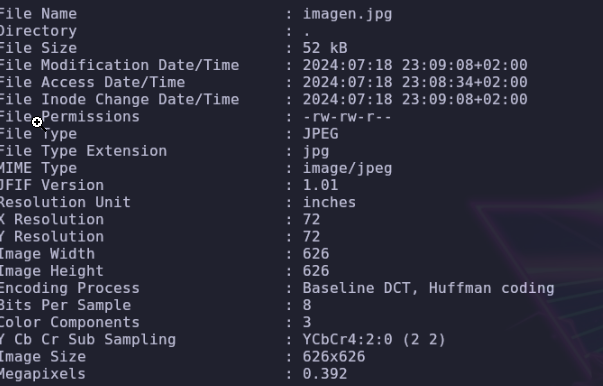 File Name : imagen.jpg
Directory : .
File Size : 52 kB
File Modification Date/Time : 2024:07:18 23:09:08+02:00
File Access Date/Time : 2024:07:18 23:08:34+02:00
File Inode Change Date/Time : 2024:07:18 23:09:08+02:00
File Permissions : -rw-rw-r--
File Type : JPEG
File Type Extension : jpg
MIME Type : image/jpeg
JFIF Version : 1.01
Resolution Unit : inches
X Resolution : 72
Y Resolution : 72
Image Width : 626
Image Height : 626
Encoding Process : Baseline DCT, Huffman coding
Bits Per Sample : 8
Color Components : 3
Y Cb Cr Sub Sampling : YCbCr4:2:0 (2 2)
Image Size : 626x626
Megapixels : 0.392